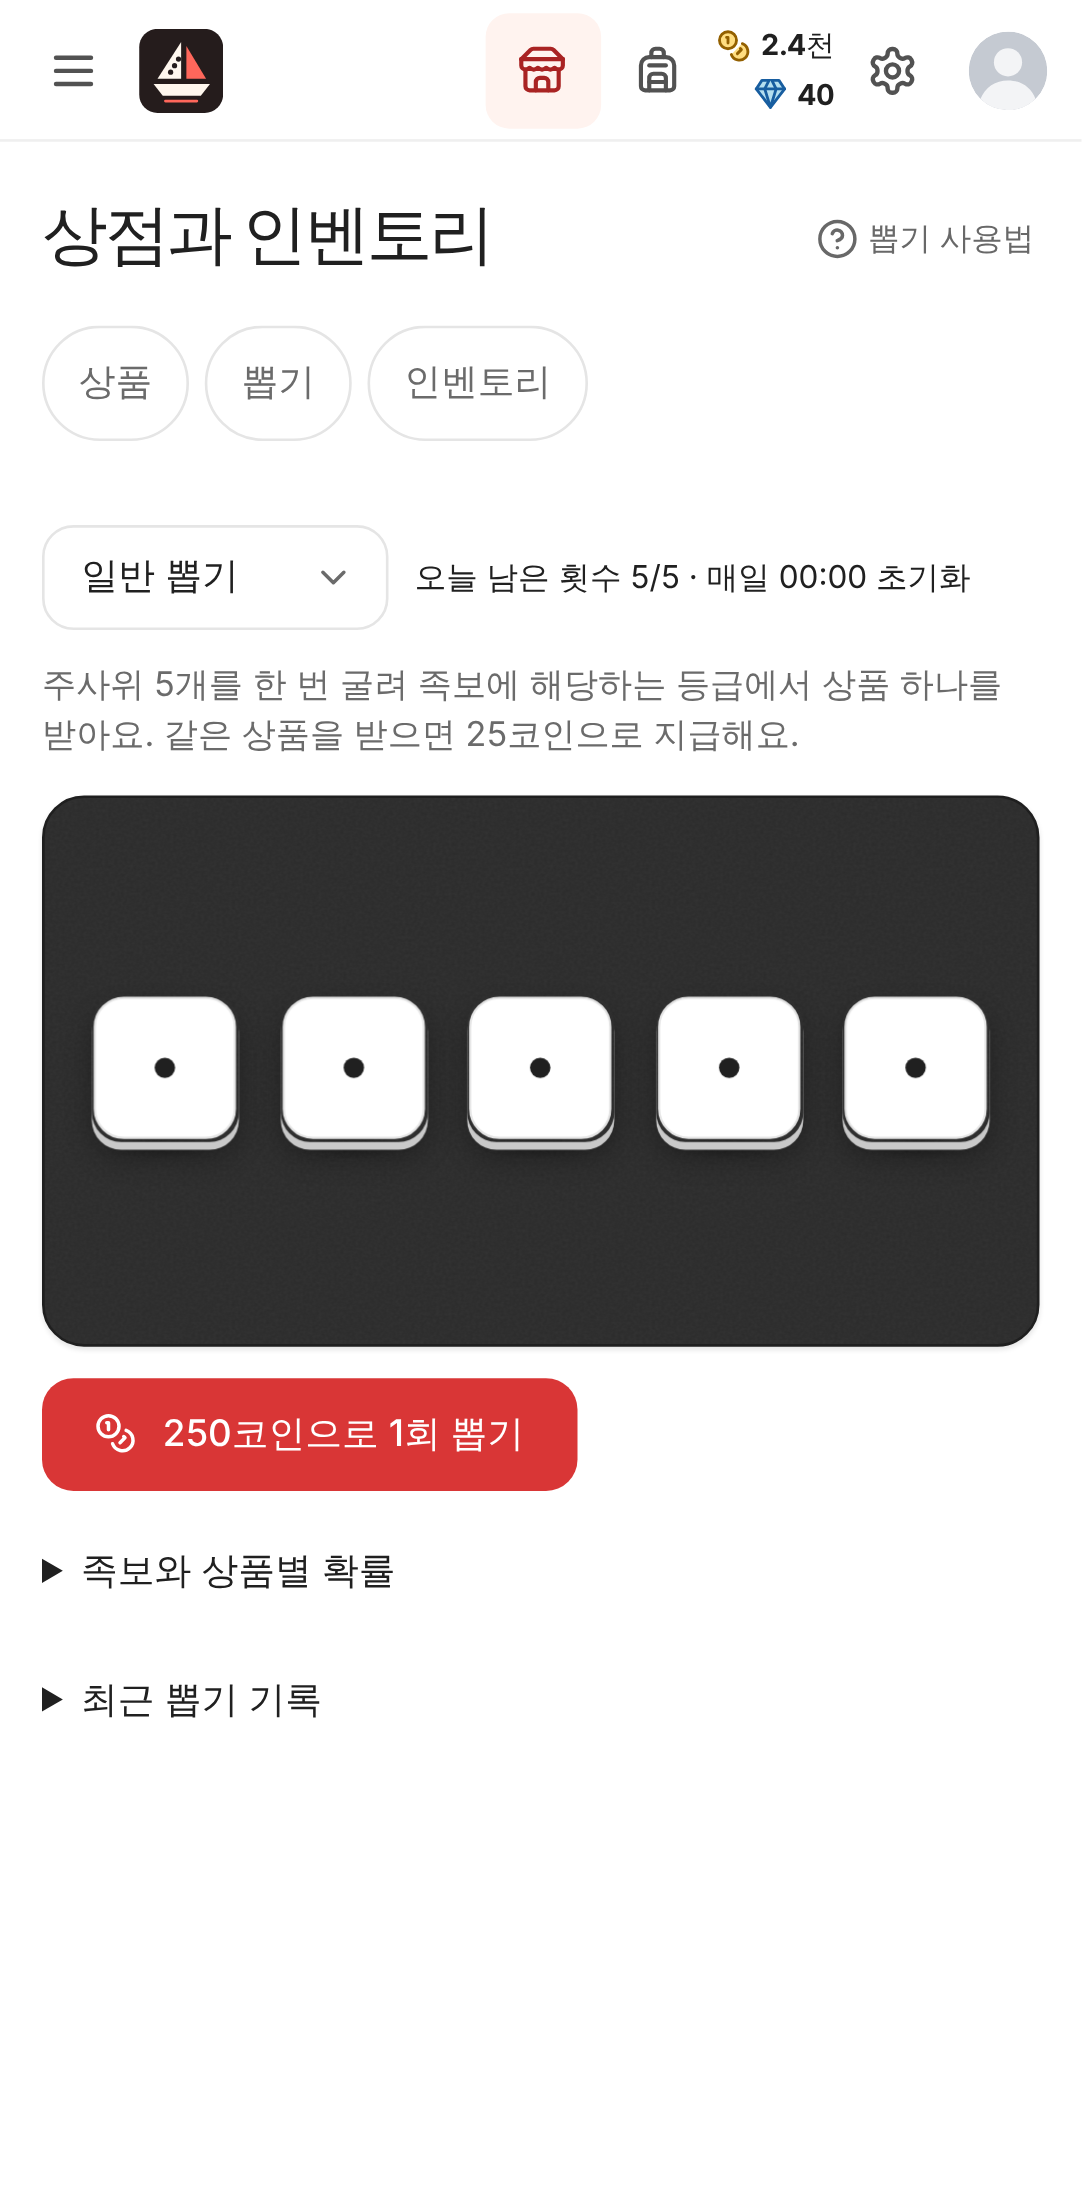 2.4천
40
상점과 인벤토리
뽑기 사용법
상품
뽑기
인벤토리
일반 뽑기
오늘 남은 횟수 5/5 · 매일 00:00 초기화
주사위 5개를 한 번 굴려 족보에 해당하는 등급에서 상품 하나를
받아요. 같은 상품을 받으면 25코인으로 지급해요.
250코인으로 1회 뽑기
족보와 상품별 확률
최근 뽑기 기록